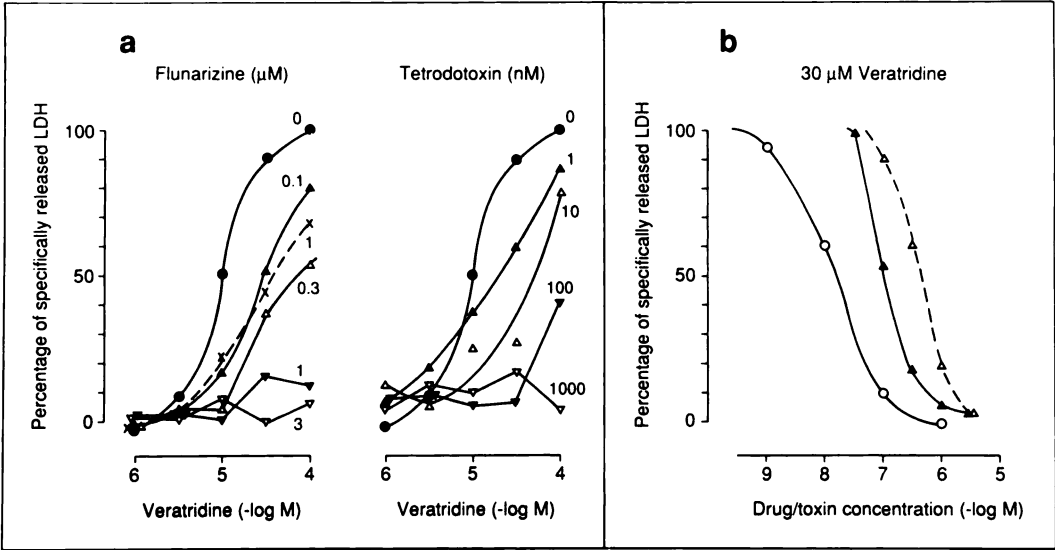 a
Flunarizine (μM)
Percentage of specifically released LDH
100
50
0
0
0.1
1
0.3
1
3
6
5
4
Veratridine (-log M)
Tetrodotoxin (nM)
0
1
10
100
1000
6
5
4
Veratridine (-log M)
b
30 μM Veratridine
Percentage of specifically released LDH
100
50
0
9
8
7
6
5
Drug/toxin concentration (-log M)